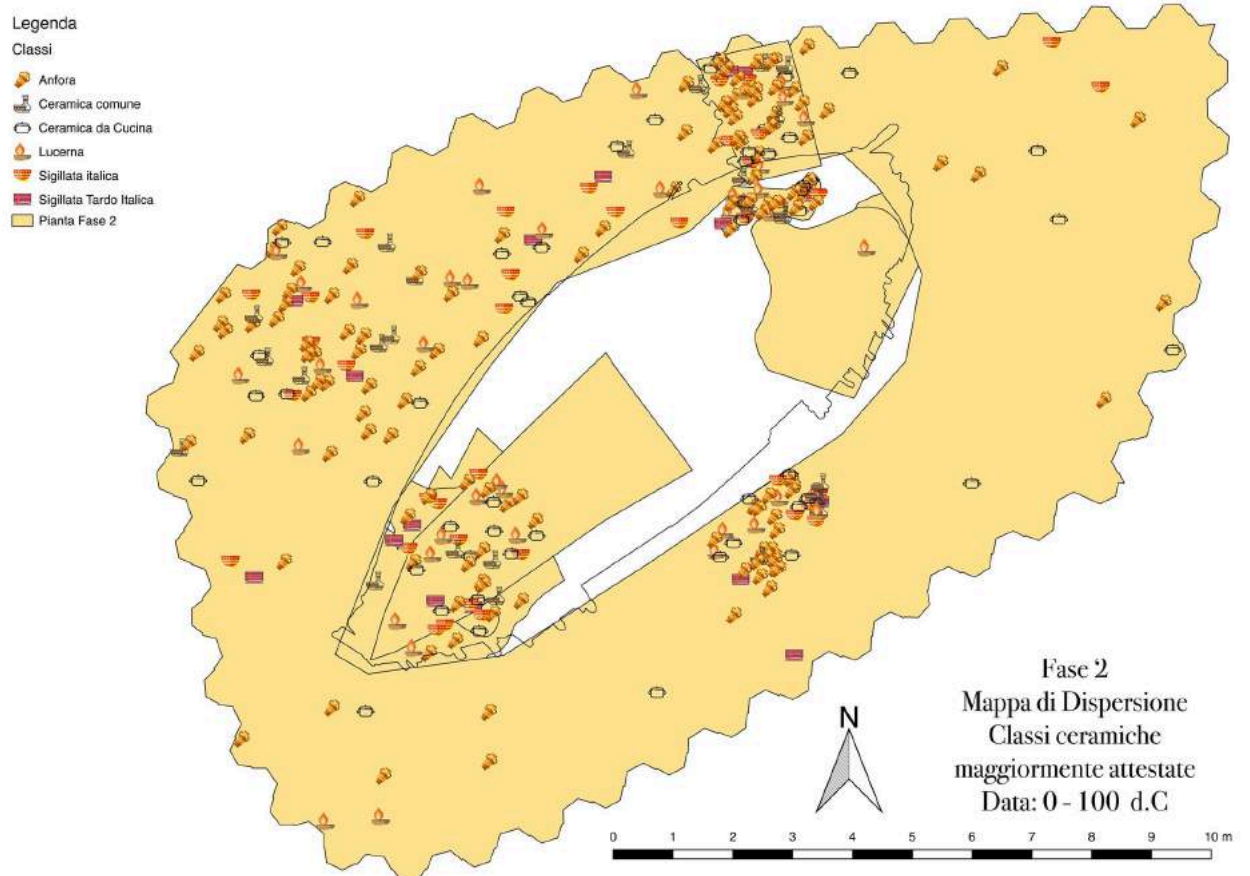 Legenda
Classi
Anfora
Ceramica comune
Ceramica da Cucina
Lucerna
Sigillata italica
Sigillata Tardo Italica
Pianta Fase 2
N
Fase 2
Mappa di Dispersione
Classi ceramiche
maggiormente attestate
Data: 0 - 100 d.C
0 1 2 3 4 5 6 7 8 9 10 m